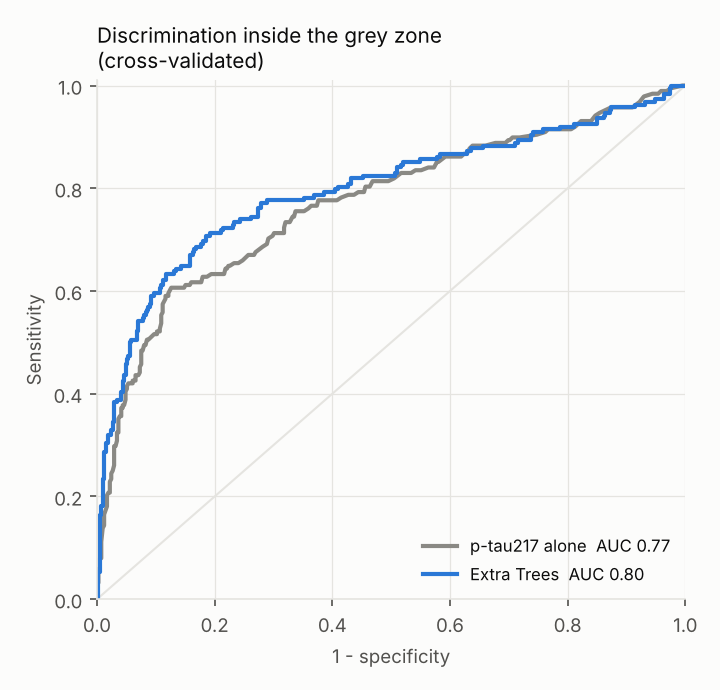 Discrimination inside the grey zone
(cross-validated)
1.0
0.8
0.6
0.4
0.2
0.0
Sensitivity
p-tau217 alone AUC 0.77
Extra Trees AUC 0.80
0.0 0.2 0.4 0.6 0.8 1.0
1 - specificity